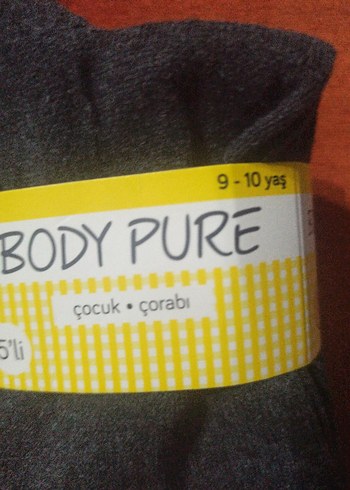 9 - 10 yaş
BODY PURE
çocuk • çorabı
5'li